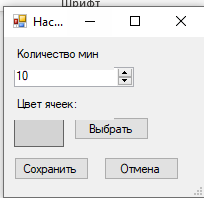 Шрифт
Нас...
Количество мин
10
Цвет ячеек:
Выбрать
Сохранить
Отмена